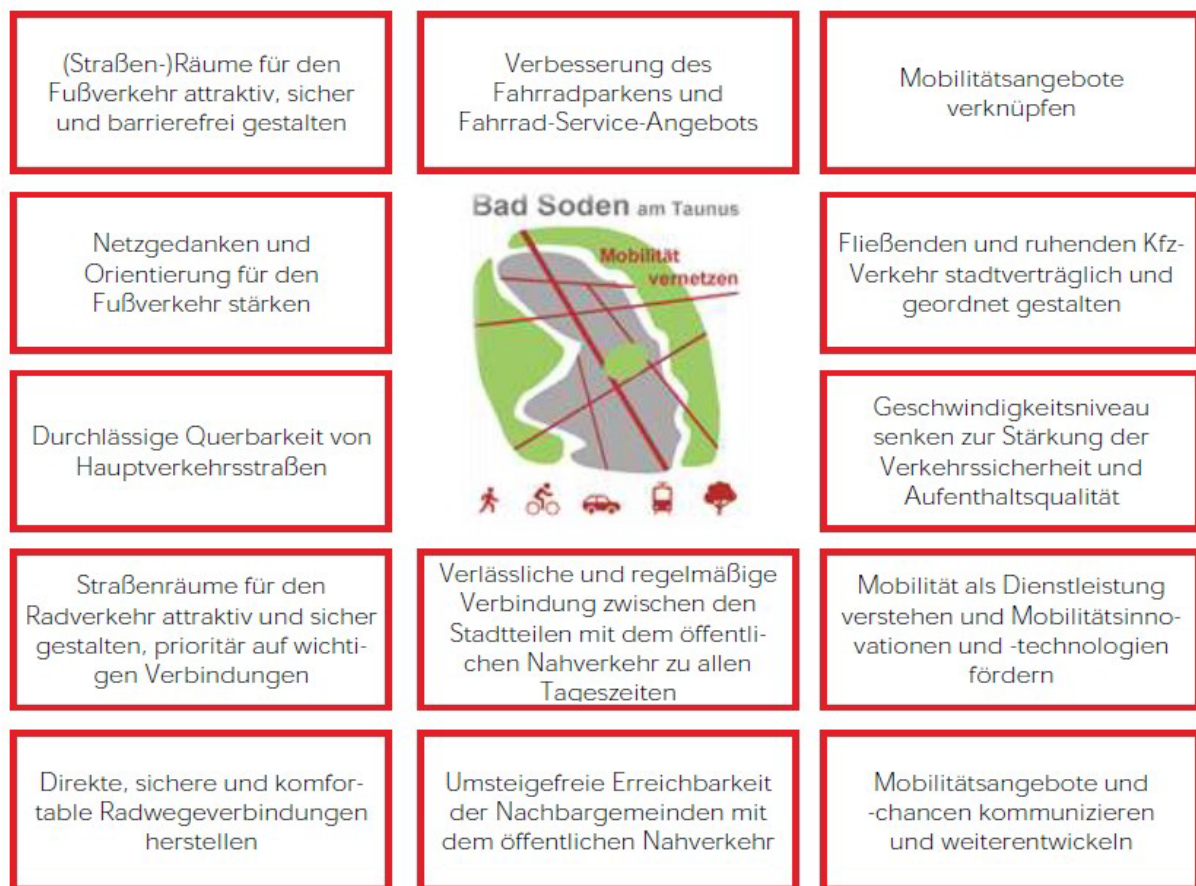 (Straßen-)Räume für den
Fußverkehr attraktiv, sicher
und barrierefrei gestalten
Verbesserung des
Fahrradparkens und
Fahrrad-Service-Angebots
Mobilitätsangebote
verknüpfen
Netzgedanken und
Orientierung für den
Fußverkehr stärken
Bad Soden am Taunus
Mobilität
vernetzen
Fließenden und ruhenden Kfz-
Verkehr stadtverträglich und
geordnet gestalten
Durchlässige Querbarkeit von
Hauptverkehrsstraßen
Geschwindigkeitsniveau
senken zur Stärkung der
Verkehrssicherheit und
Aufenthaltsqualität
Straßenräume für den
Radverkehr attraktiv und sicher
gestalten, prioritär auf wichti-
gen Verbindungen
Verlässliche und regelmäßige
Verbindung zwischen den
Stadtteilen mit dem öffentli-
chen Nahverkehr zu allen
Tageszeiten
Mobilität als Dienstleistung
verstehen und Mobilitätsinno-
vationen und -technologien
fördern
Direkte, sichere und komfor-
table Radwegeverbindungen
herstellen
Umsteigefreie Erreichbarkeit
der Nachbargemeinden mit
dem öffentlichen Nahverkehr
Mobilitätsangebote und
-chancen kommunizieren
und weiterentwickeln